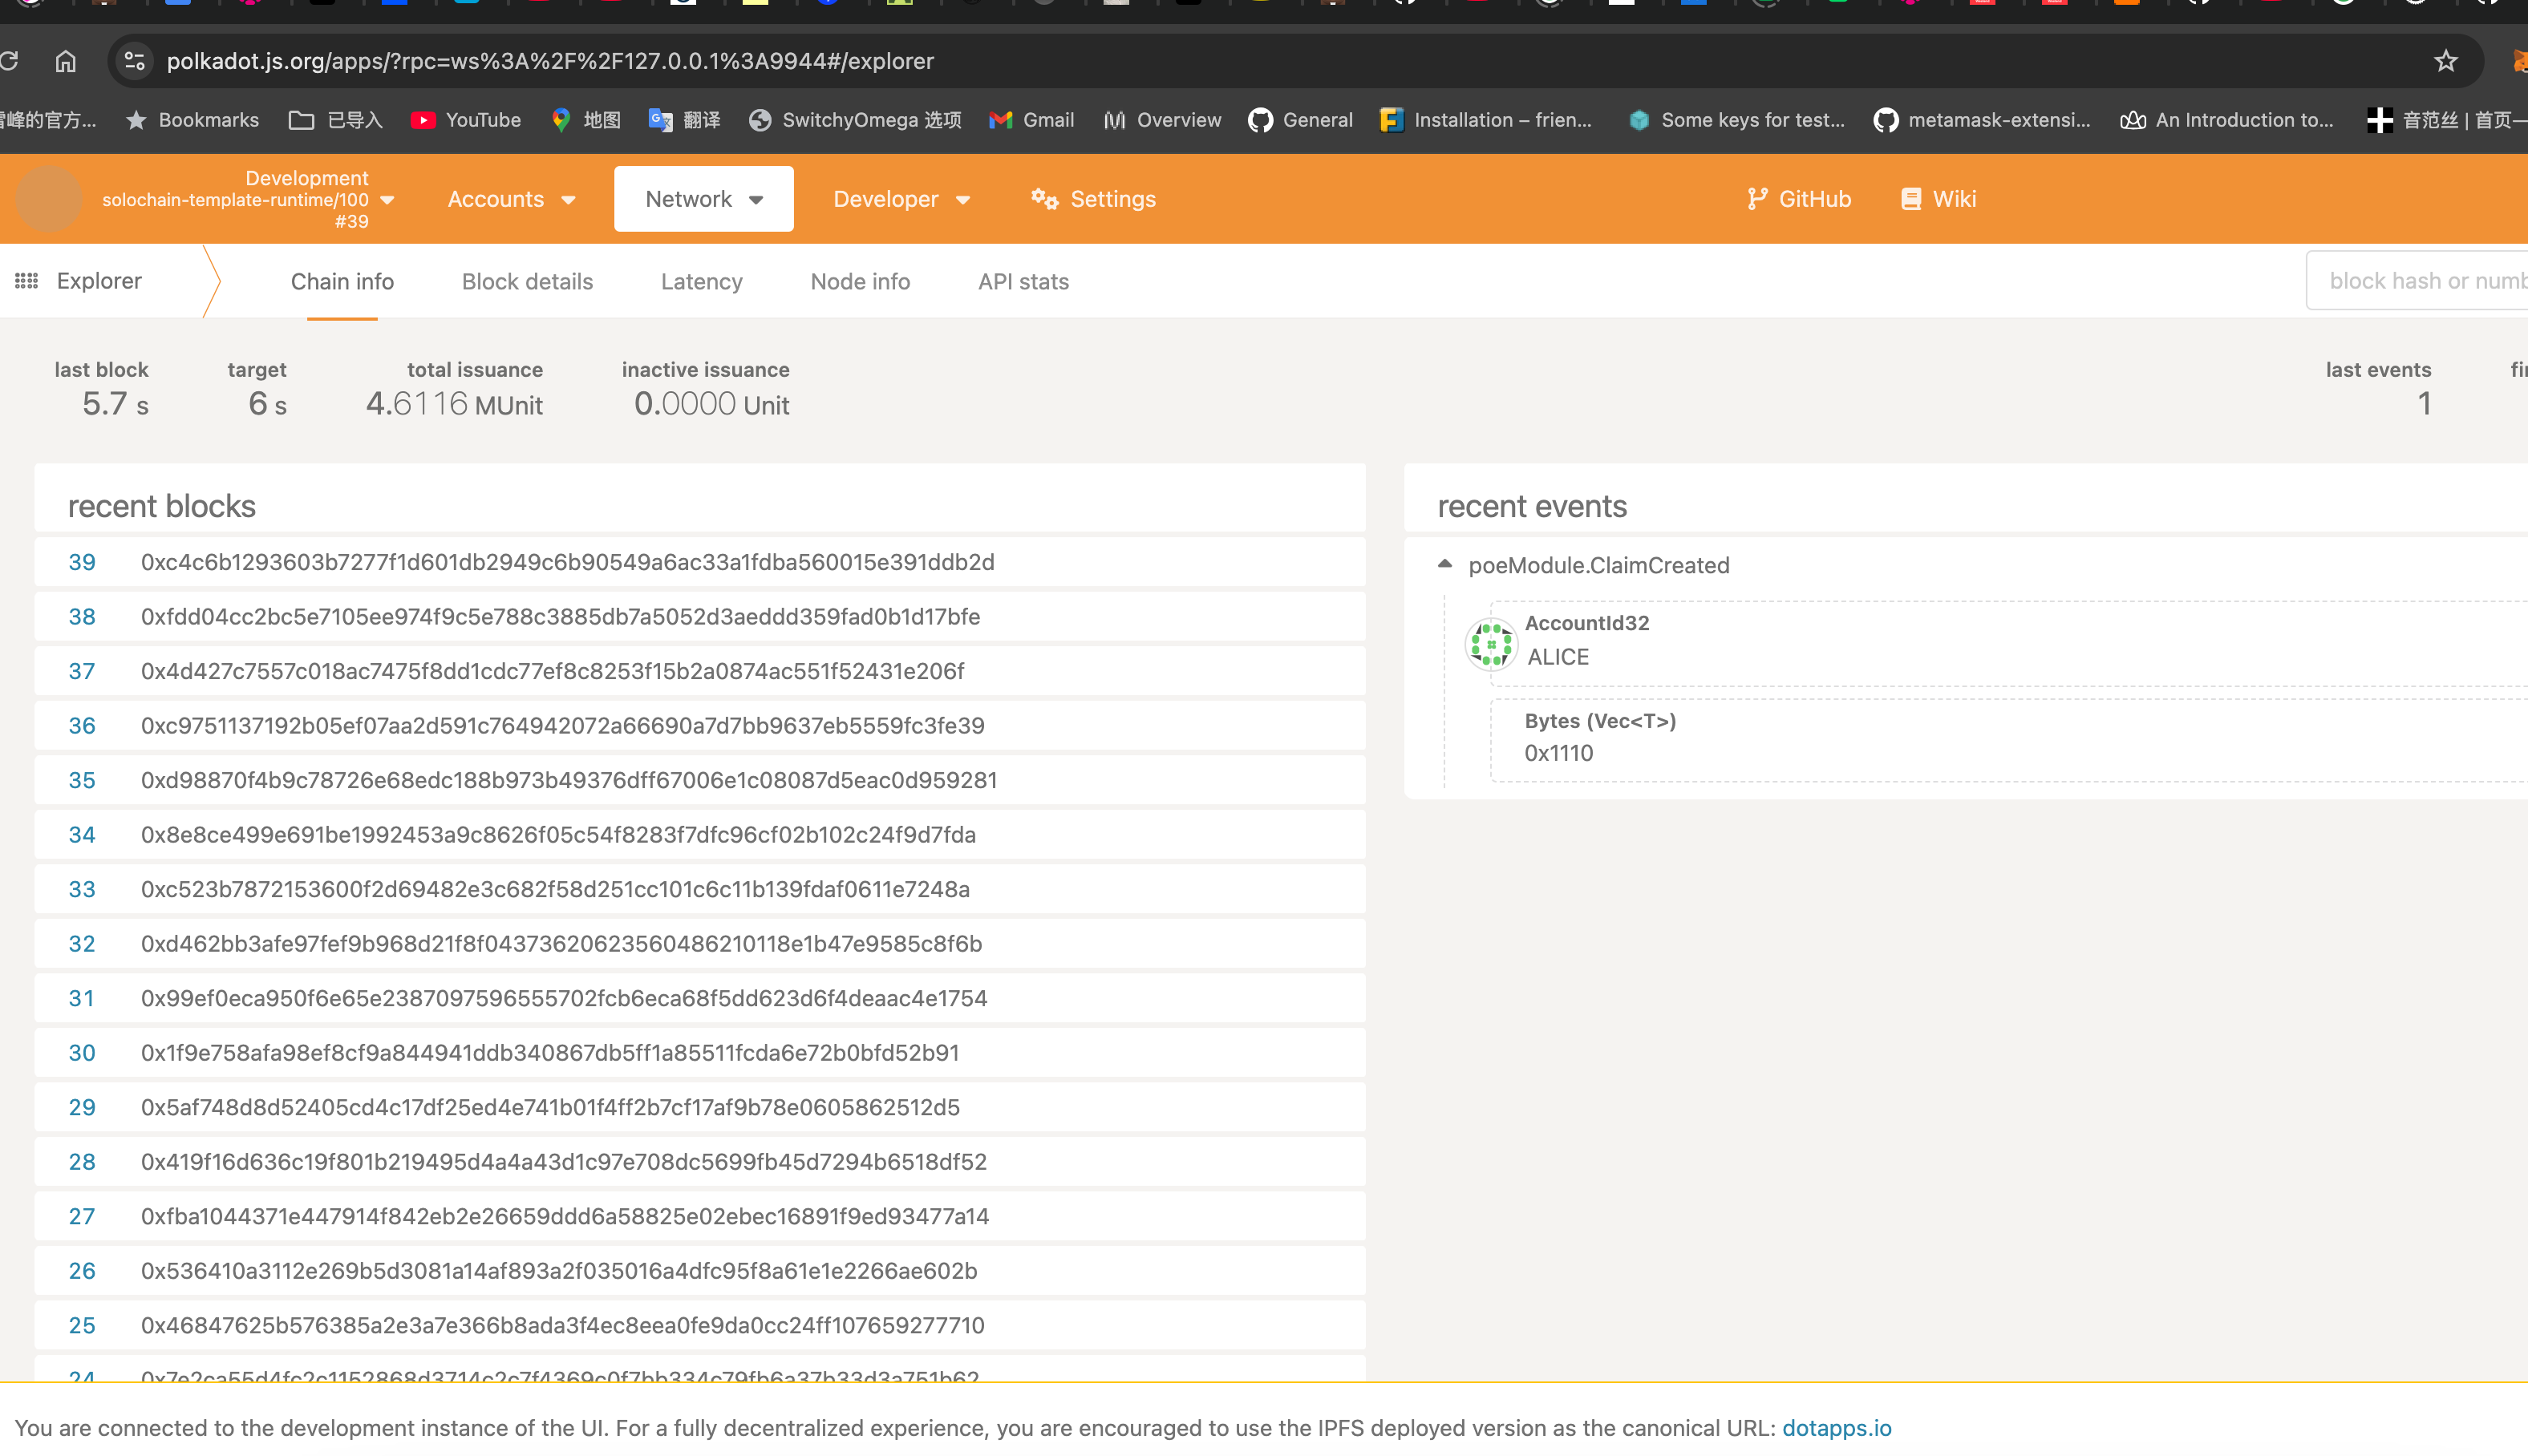 polkadot.js.org/apps/?rpc=ws%3A%2F%2F127.0.0.1%3A9944#/explorer
雪峰的官方... Bookmarks 已导入 YouTube 地图 翻译 SwitchyOmega 选项 Gmail Overview General Installation – frien... Some keys for test... metamask-extensi... An Introduction to... 音范丝 | 首页—
Development
solochain-template-runtime/100
#39
Accounts Network Developer Settings GitHub Wiki
Explorer Chain info Block details Latency Node info API stats block hash or numb
last block target total issuance inactive issuance last events
5.7 s 6 s 4.6116 MUnit 0.0000 Unit 1
recent blocks
39 0xc4c6b1293603b7277f1d601db2949c6b90549a6ac33a1fdba560015e391ddb2d
38 0xfdd04cc2bc5e7105ee974f9c5e788c3885db7a5052d3aeddd359fad0b1d17bfe
37 0x4d427c7557c018ac7475f8dd1cdc77ef8c8253f15b2a0874ac551f52431e206f
36 0xc9751137192b05ef07aa2d591c764942072a66690a7d7bb9637eb5559fc3fe39
35 0xd98870f4b9c78726e68edc188b973b49376dff67006e1c08087d5eac0d959281
34 0x8e8ce499e691be1992453a9c8626f05c54f8283f7dfc96cf02b102c24f9d7fda
33 0xc523b7872153600f2d69482e3c682f58d251cc101c6c11b139fdaf0611e7248a
32 0xd462bb3afe97fef9b968d21f8f04373620623560486210118e1b47e9585c8f6b
31 0x99ef0eca950f6e65e2387097596555702fcb6eca68f5dd623d6f4deaac4e1754
30 0x1f9e758afa98ef8cf9a844941ddb340867db5ff1a85511fcda6e72b0bfd52b91
29 0x5af748d8d52405cd4c17df25ed4e741b01f4ff2b7cf17af9b78e0605862512d5
28 0x419f16d636c19f801b219495d4a4a43d1c97e708dc5699fb45d7294b6518df52
27 0xfba1044371e447914f842eb2e26659ddd6a58825e02ebec16891f9ed93477a14
26 0x536410a3112e269b5d3081a14af893a2f035016a4dfc95f8a61e1e2266ae602b
25 0x46847625b576385a2e3a7e366b8ada3f4ec8eea0fe9da0cc24ff107659277710
24 0x7e2ca55d4fc2c1152868d3714c2c7f4369c0f7bb334c79fb6a37b33d3a751b62
recent events
poeModule.ClaimCreated
AccountId32
ALICE
Bytes (Vec<T>)
0x1110
You are connected to the development instance of the UI. For a fully decentralized experience, you are encouraged to use the IPFS deployed version as the canonical URL: dotapps.io